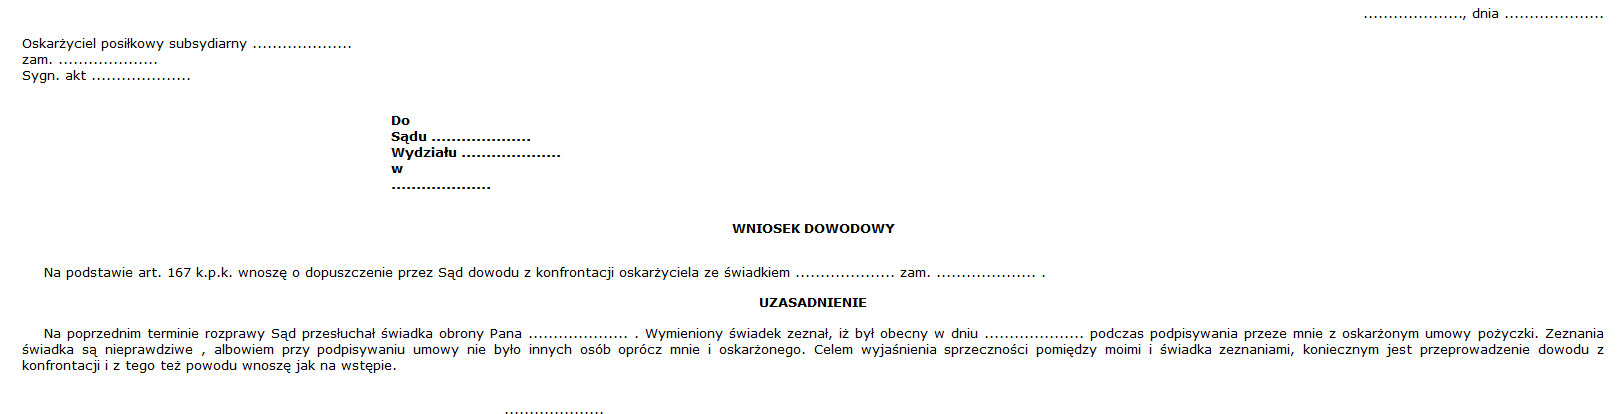 ...................., dnia ....................
Oskarżyciel posiłkowy subsydiarny ....................
zam. ....................
Sygn. akt ....................
Do
Sądu ....................
Wydziału ....................
w
....................
WNIOSEK DOWODOWY
Na podstawie art. 167 k.p.k. wnoszę o dopuszczenie przez Sąd dowodu z konfrontacji oskarżyciela ze świadkiem .................... zam. .................... .
UZASADNIENIE
Na poprzednim terminie rozprawy Sąd przesłuchał świadka obrony Pana .................... . Wymieniony świadek zeznał, iż był obecny w dniu .................... podczas podpisywania przeze mnie z oskarżonym umowy pożyczki. Zeznania
świadka są nieprawdziwe , albowiem przy podpisywaniu umowy nie było innych osób oprócz mnie i oskarżonego. Celem wyjaśnienia sprzeczności pomiędzy moimi i świadka zeznaniami, koniecznym jest przeprowadzenie dowodu z
konfrontacji i z tego też powodu wnoszę jak na wstępie.
....................